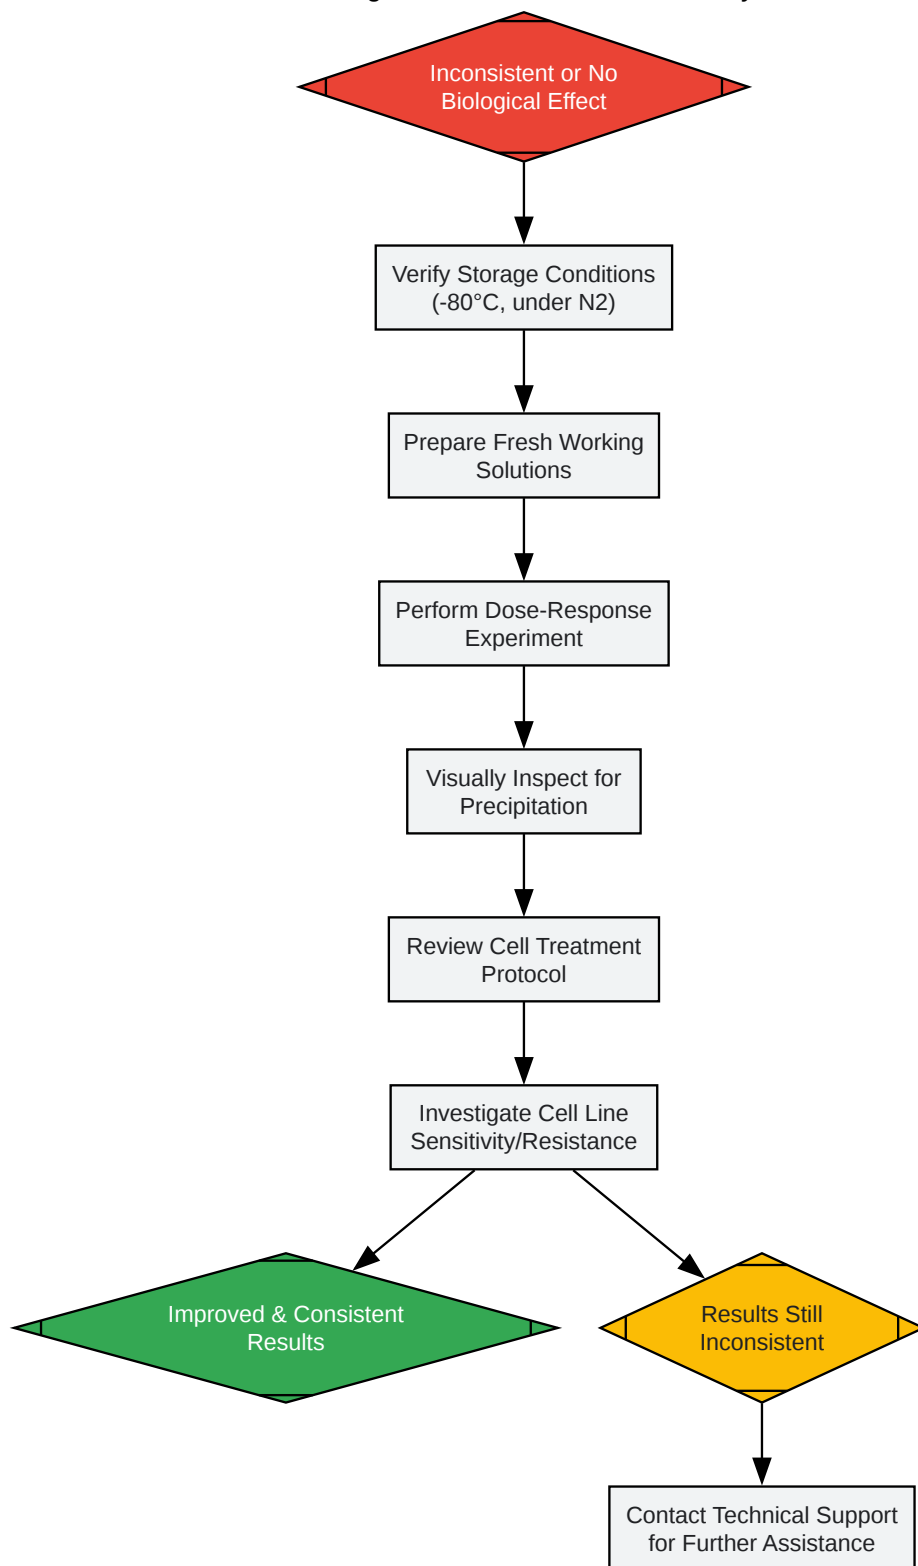 Inconsistent or No
Biological Effect
Verify Storage Conditions
(-80°C, under N2)
Prepare Fresh Working
Solutions
Perform Dose-Response
Experiment
Visually Inspect for
Precipitation
Review Cell Treatment
Protocol
Investigate Cell Line
Sensitivity/Resistance
Improved & Consistent
Results
Results Still
Inconsistent
Contact Technical Support
for Further Assistance